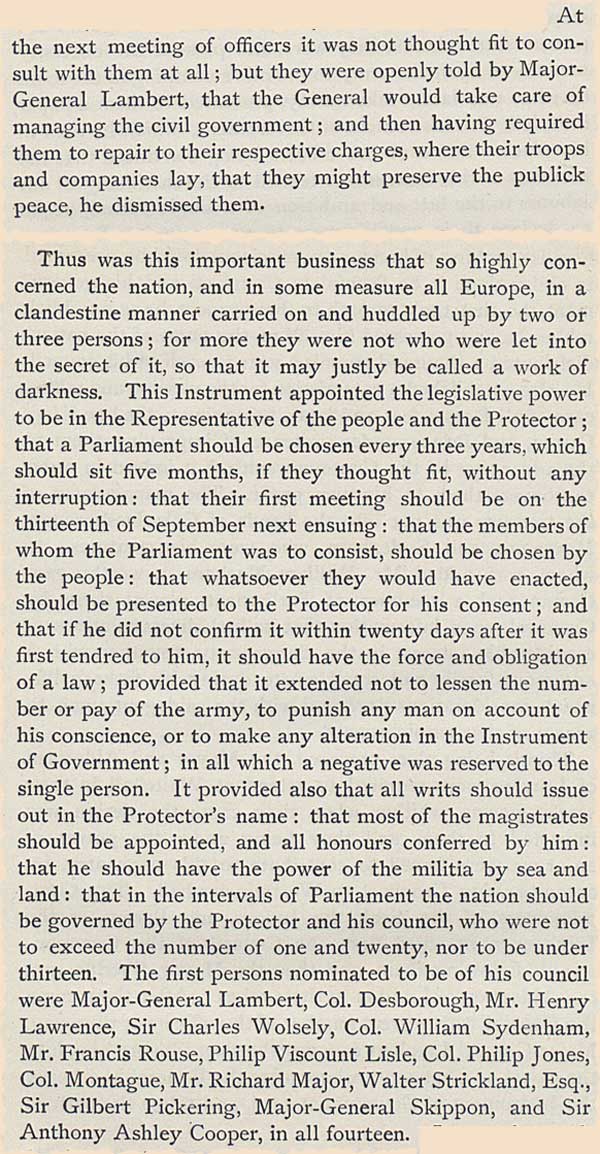 At
the next meeting of officers it was not thought fit to con-
sult with them at all; but they were openly told by Major-
General Lambert, that the General would take care of
managing the civil government; and then having required
them to repair to their respective charges, where their troops
and companies lay, that they might preserve the publick
peace, he dismissed them.
Thus was this important business that so highly con-
cerned the nation, and in some measure all Europe, in a
clandestine manner carried on and huddled up by two or
three persons; for more they were not who were let into
the secret of it, so that it may justly be called a work of
darkness. This Instrument appointed the legislative power
to be in the Representative of the people and the Protector;
that a Parliament should be chosen every three years, which
should sit five months, if they thought fit, without any
interruption: that their first meeting should be on the
thirteenth of September next ensuing: that the members of
whom the Parliament was to consist, should be chosen by
the people: that whatsoever they would have enacted,
should be presented to the Protector for his consent; and
that if he did not confirm it within twenty days after it was
first tendred to him, it should have the force and obligation
of a law; provided that it extended not to lessen the num-
ber or pay of the army, to punish any man on account of
his conscience, or to make any alteration in the Instrument
of Government; in all which a negative was reserved to the
single person. It provided also that all writs should issue
out in the Protector's name: that most of the magistrates
should be appointed, and all honours conferred by him:
that he should have the power of the militia by sea and
land: that in the intervals of Parliament the nation should
be governed by the Protector and his council, who were not
to exceed the number of one and twenty, nor to be under
thirteen. The first persons nominated to be of his council
were Major-General Lambert, Col. Desborough, Mr. Henry
Lawrence, Sir Charles Wolsely, Col. William Sydenham,
Mr. Francis Rouse, Philip Viscount Lisle, Col. Philip Jones,
Col. Montague, Mr. Richard Major, Walter Strickland, Esq.,
Sir Gilbert Pickering, Major-General Skippon, and Sir
Anthony Ashley Cooper, in all fourteen.